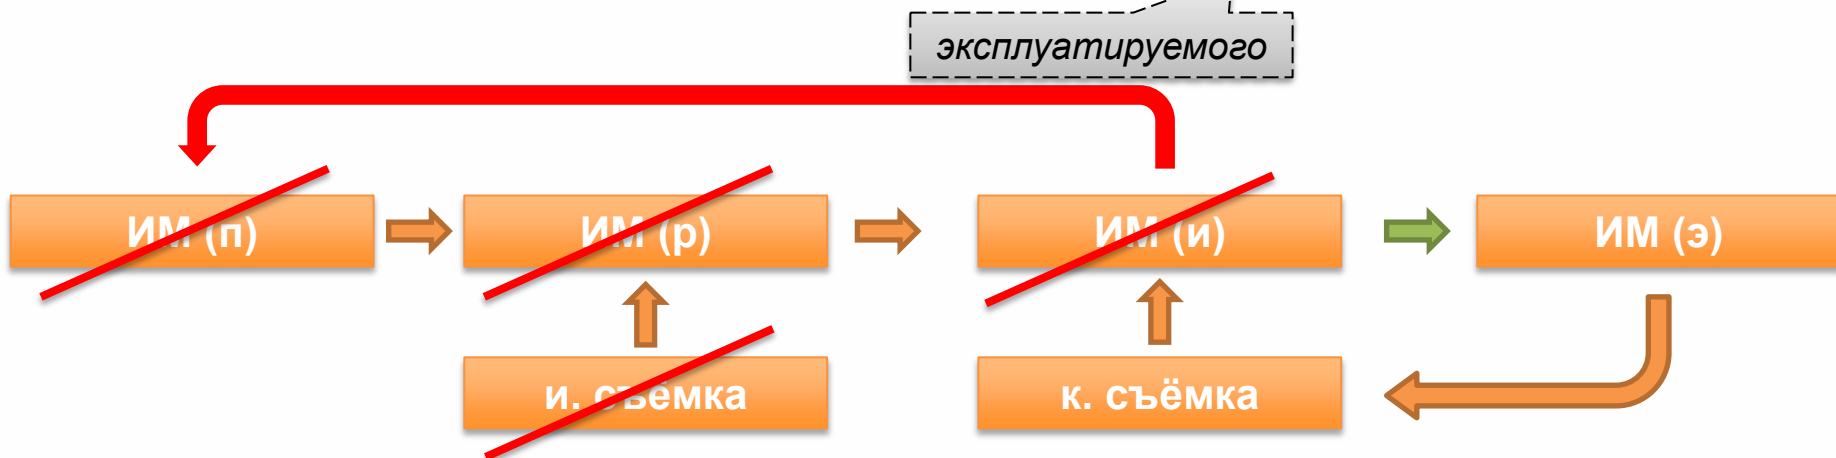 эксплуатируемого
ИМ (п)
ИМ (р)
ИМ (и)
ИМ (э)
и. съёмка
к. съёмка